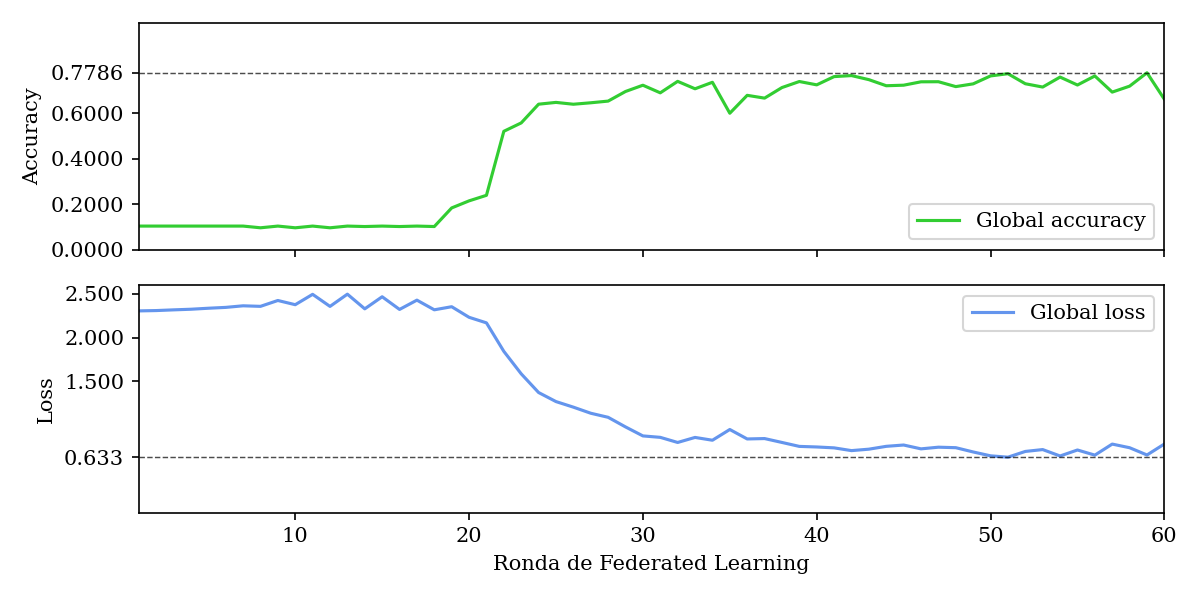 Accuracy
0.7786
0.6000
0.4000
0.2000
0.0000
Global accuracy
Loss
2.500
2.000
1.500
0.633
Global loss
10 20 30 40 50 60
Ronda de Federated Learning